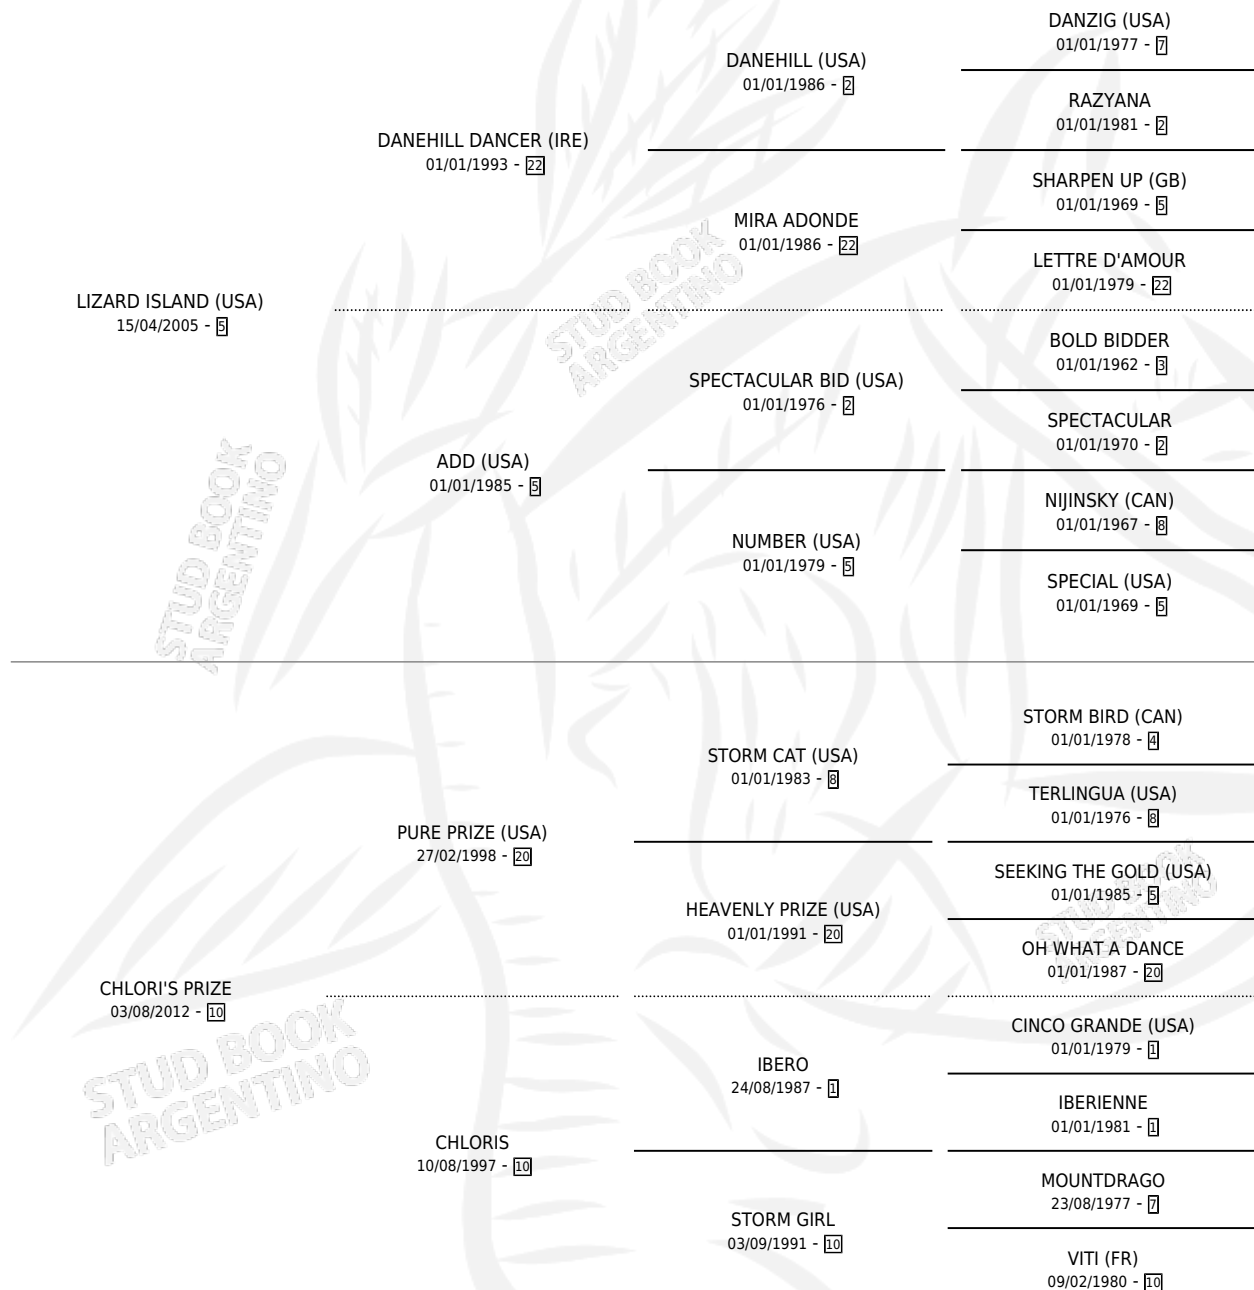 DANZIG (USA)
01/01/1977 - 7
DANEHILL (USA)
01/01/1986 - 2
RAZYANA
01/01/1981 - 2
DANEHILL DANCER (IRE)
01/01/1993 - 22
SHARPEN UP (GB)
01/01/1969 - 5
MIRA ADONDE
01/01/1986 - 22
LETTRE D'AMOUR
01/01/1979 - 22
LIZARD ISLAND (USA)
15/04/2005 - 5
BOLD BIDDER
01/01/1962 - 3
SPECTACULAR BID (USA)
01/01/1976 - 2
SPECTACULAR
01/01/1970 - 2
ADD (USA)
01/01/1985 - 5
NIJINSKY (CAN)
01/01/1967 - 8
NUMBER (USA)
01/01/1979 - 5
SPECIAL (USA)
01/01/1969 - 5
STORM BIRD (CAN)
01/01/1978 - 4
STORM CAT (USA)
01/01/1983 - 8
TERLINGUA (USA)
01/01/1976 - 8
PURE PRIZE (USA)
27/02/1998 - 20
SEEKING THE GOLD (USA)
01/01/1985 - 5
HEAVENLY PRIZE (USA)
01/01/1991 - 20
OH WHAT A DANCE
01/01/1987 - 20
CHLORI'S PRIZE
03/08/2012 - 10
CINCO GRANDE (USA)
01/01/1979 - 1
IBERO
24/08/1987 - 1
IBERIENNE
01/01/1981 - 1
CHLORIS
10/08/1997 - 10
MOUNTDRAGO
23/08/1977 - 7
STORM GIRL
03/09/1991 - 10
VITI (FR)
09/02/1980 - 10
STUD BOOK
ARGENTINO
STUD BOOK
ARGENTINO
STUD BOOK
ARGENTINO
STUD BOOK
ARGENTINO